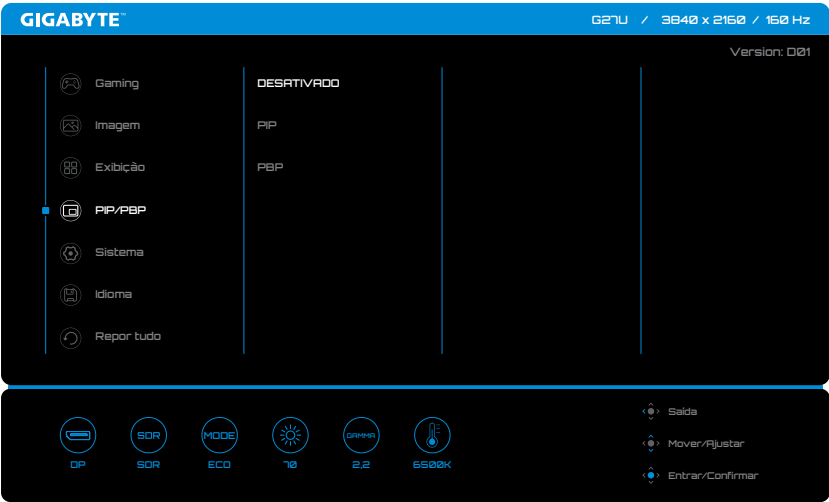 GIGABYTE™
G27U / 3840 x 2160 / 160 Hz
Version: D01
Gaming
DESATIVADO
Imagem
PIP
Exibição
PBP
PIP/PBP
Sistema
Idioma
Repor tudo
SDR
MODE
GAMMA
DP
SDR
ECO
70
2,2
6500K
Saída
Mover/Ajustar
Entrar/Confirmar